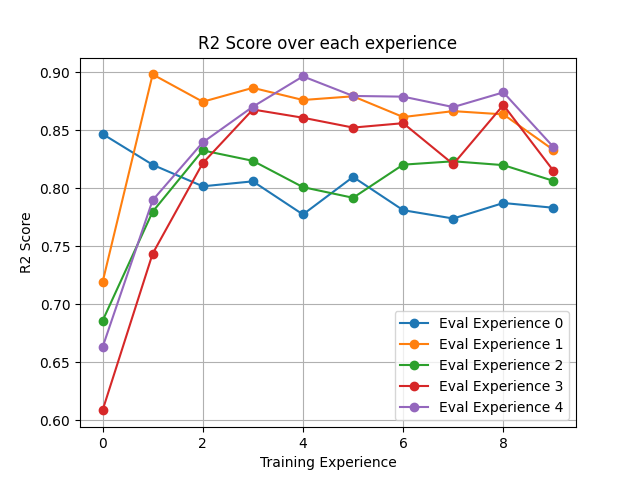 R2 Score over each experience
0.90
0.85
0.80
0.75
0.70
0.65
0.60
R2 Score
0 2 4 6 8
Training Experience
Eval Experience 0
Eval Experience 1
Eval Experience 2
Eval Experience 3
Eval Experience 4